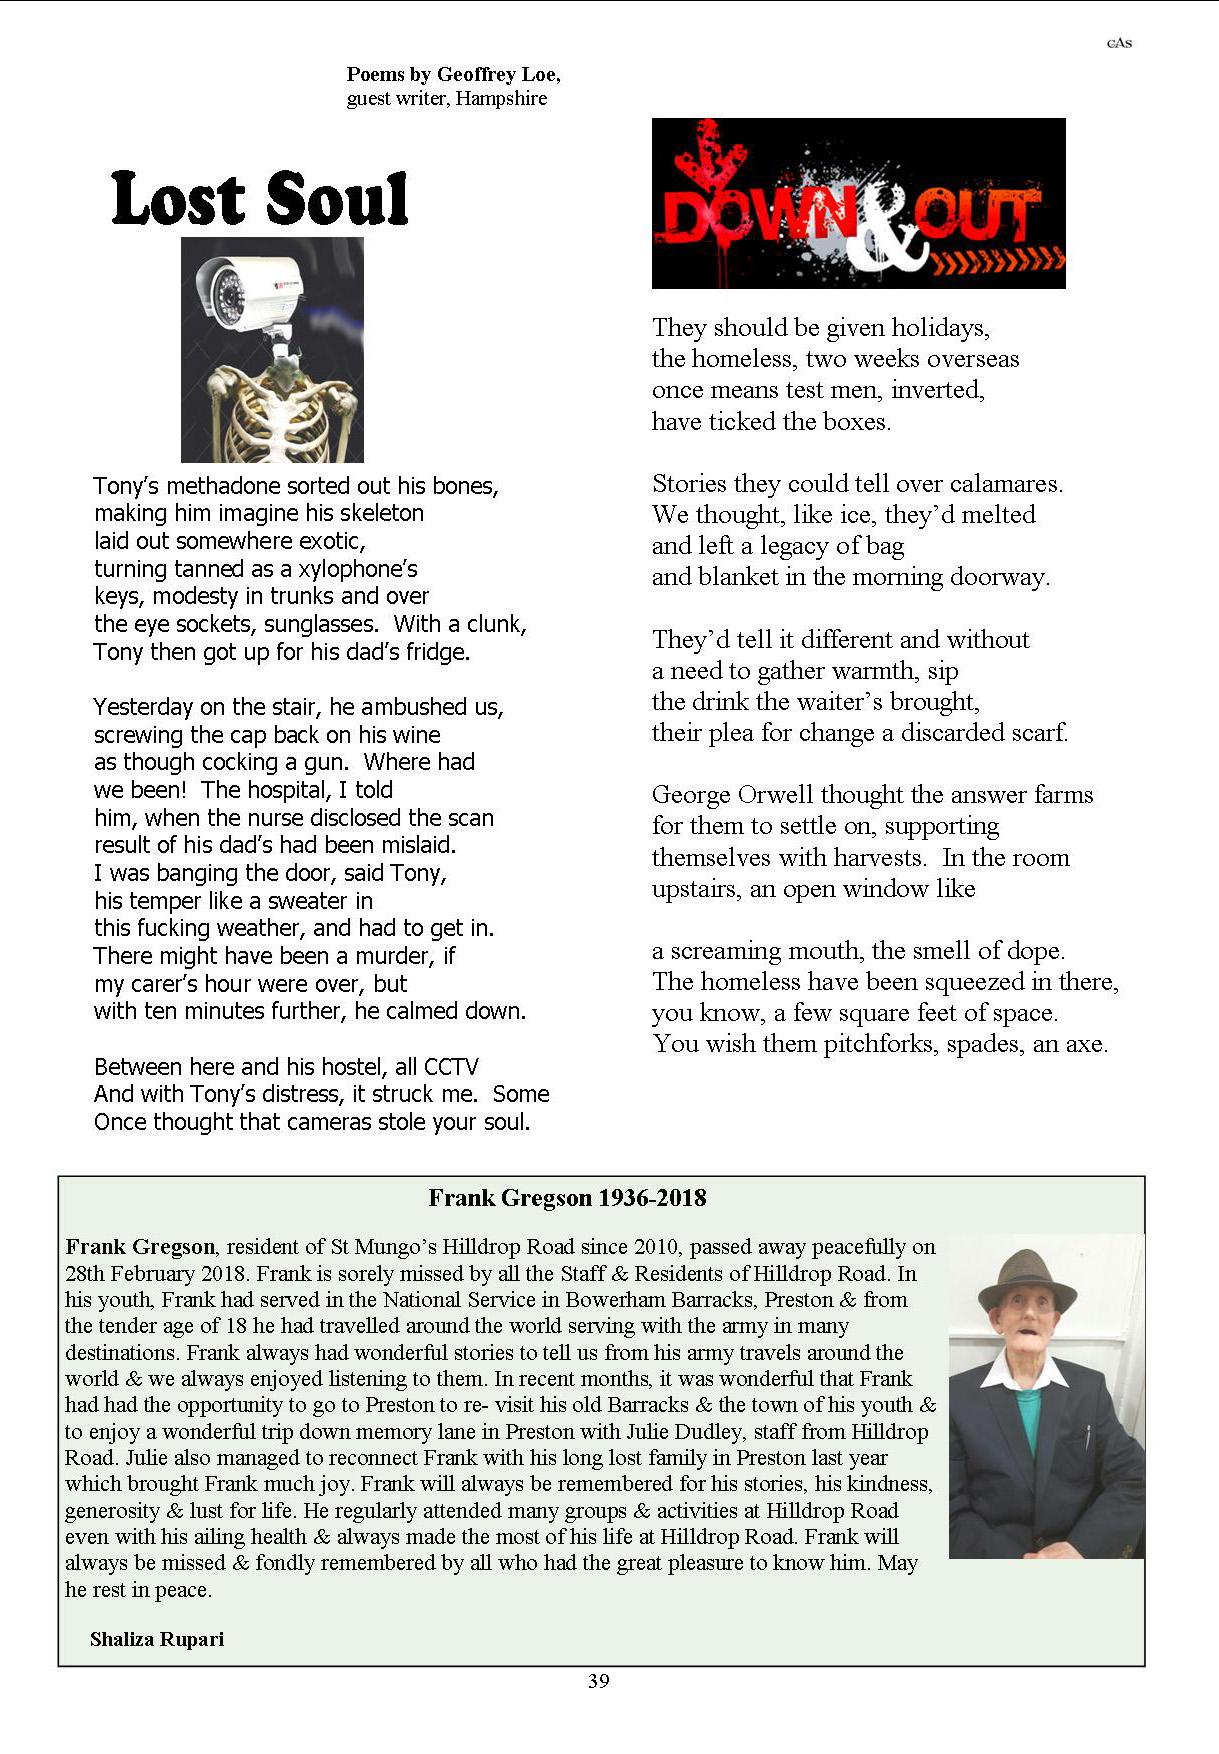 cAs
Poems by Geoffrey Loe,
guest writer, Hampshire
Lost Soul
Tony's methadone sorted out his bones,
making him imagine his skeleton
laid out somewhere exotic,
turning tanned as a xylophone's
keys, modesty in trunks and over
the eye sockets, sunglasses.  With a clunk,
Tony then got up for his dad's fridge.
Yesterday on the stair, he ambushed us,
screwing the cap back on his wine
as though cocking a gun.  Where had
we been!  The hospital, I told
him, when the nurse disclosed the scan
result of his dad's had been mislaid.
I was banging the door, said Tony,
his temper like a sweater in
this fucking weather, and had to get in.
There might have been a murder, if
my carer's hour were over, but
with ten minutes further, he calmed down.
Between here and his hostel, all CCTV
And with Tony's distress, it struck me.  Some
Once thought that cameras stole your soul.
DOWN & OUT
They should be given holidays,
the homeless, two weeks overseas
once means test men, inverted,
have ticked the boxes.
Stories they could tell over calamares.
We thought, like ice, they'd melted
and left a legacy of bag
and blanket in the morning doorway.
They'd tell it different and without
a need to gather warmth, sip
the drink the waiter's brought,
their plea for change a discarded scarf.
George Orwell thought the answer farms
for them to settle on, supporting
themselves with harvests.  In the room
upstairs, an open window like
a screaming mouth, the smell of dope.
The homeless have been squeezed in there,
you know, a few square feet of space.
You wish them pitchforks, spades, an axe.
Frank Gregson 1936-2018
Frank Gregson, resident of St Mungo's Hilldrop Road since 2010, passed away peacefully on
28th February 2018. Frank is sorely missed by all the Staff & Residents of Hilldrop Road. In
his youth, Frank had served in the National Service in Bowerham Barracks, Preston & from
the tender age of 18 he had travelled around the world serving with the army in many
destinations. Frank always had wonderful stories to tell us from his army travels around the
world & we always enjoyed listening to them. In recent months, it was wonderful that Frank
had had the opportunity to go to Preston to re- visit his old Barracks & the town of his youth &
to enjoy a wonderful trip down memory lane in Preston with Julie Dudley, staff from Hilldrop
Road. Julie also managed to reconnect Frank with his long lost family in Preston last year
which brought Frank much joy. Frank will always be remembered for his stories, his kindness,
generosity & lust for life. He regularly attended many groups & activities at Hilldrop Road
even with his ailing health & always made the most of his life at Hilldrop Road. Frank will
always be missed & fondly remembered by all who had the great pleasure to know him. May
he rest in peace.
Shaliza Rupari
39